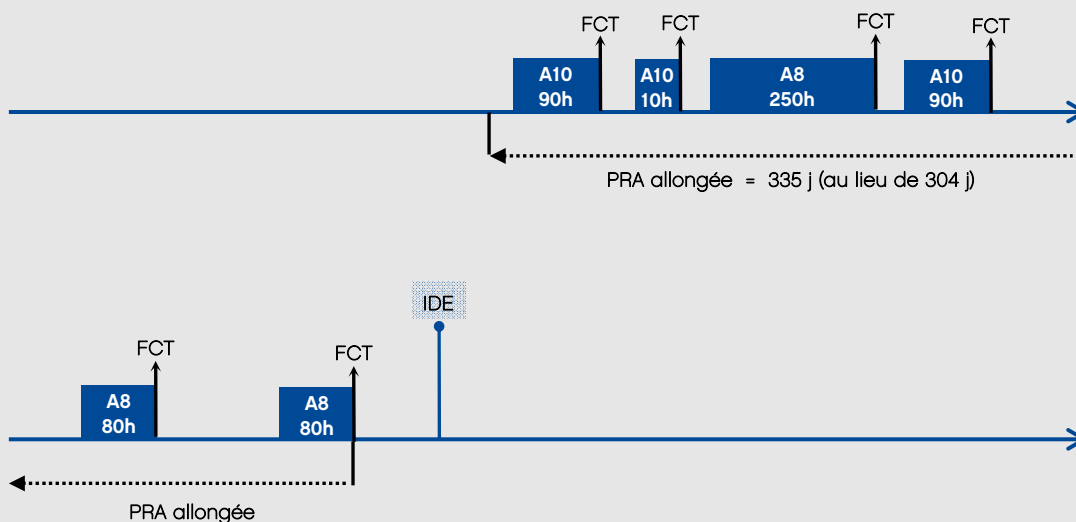 FCT FCT FCT FCT
A10 A10 A8 A10
90h 10h 250h 90h
PRA allongée = 335 j (au lieu de 304 j)
IDE
FCT FCT
A8 A8
80h 80h
PRA allongée